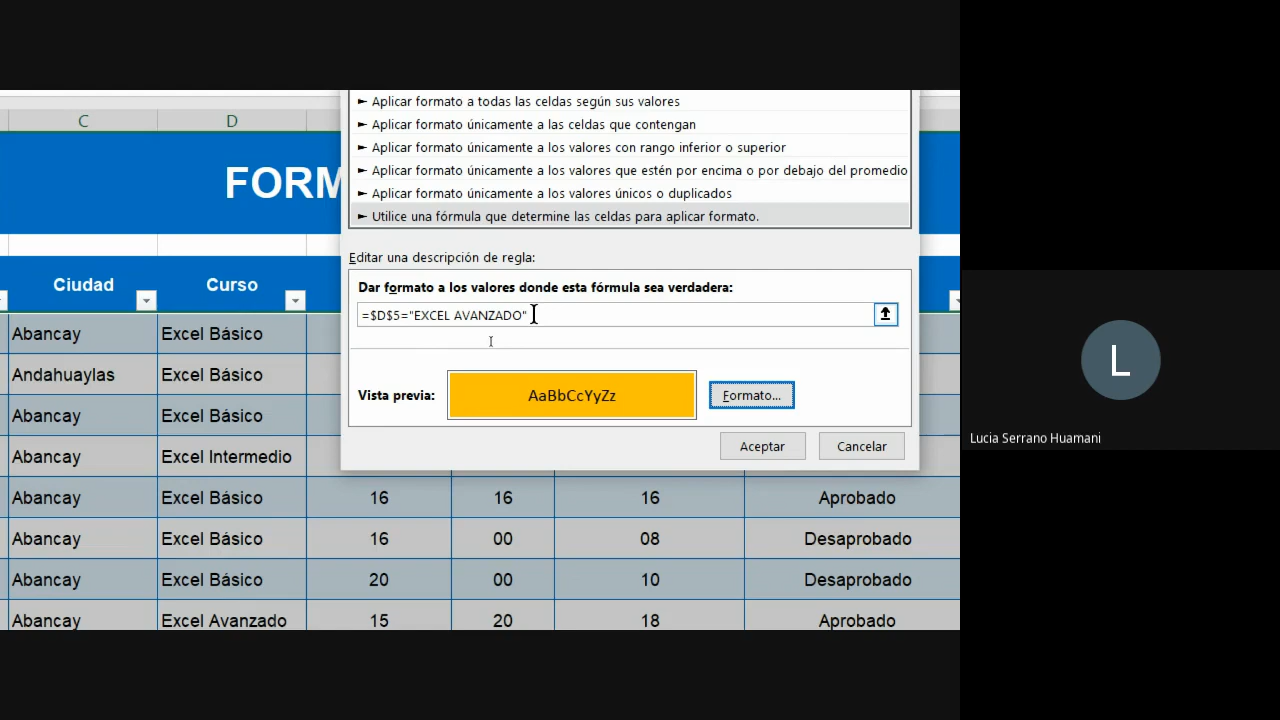 Aplicar formato a todas las celdas según sus valores
Aplicar formato únicamente a las celdas que contengan
Aplicar formato únicamente a los valores con rango inferior o superior
Aplicar formato únicamente a los valores que estén por encima o por debajo del promedio
Aplicar formato únicamente a los valores únicos o duplicados
Utilice una fórmula que determine las celdas para aplicar formato.
Editar una descripción de regla:
Dar formato a los valores donde esta fórmula sea verdadera:
=$D$5="EXCEL AVANZADO"
Vista previa: AaBbCcYyZz Formato...
Aceptar Cancelar
C D
FORM
Ciudad Curso
Abancay Excel Básico
Andahuaylas Excel Básico
Abancay Excel Básico
Abancay Excel Intermedio
Abancay Excel Básico 16 16 16 Aprobado
Abancay Excel Básico 16 00 08 Desaprobado
Abancay Excel Básico 20 00 10 Desaprobado
Abancay Excel Avanzado 15 20 18 Aprobado
L
Lucia Serrano Huamani